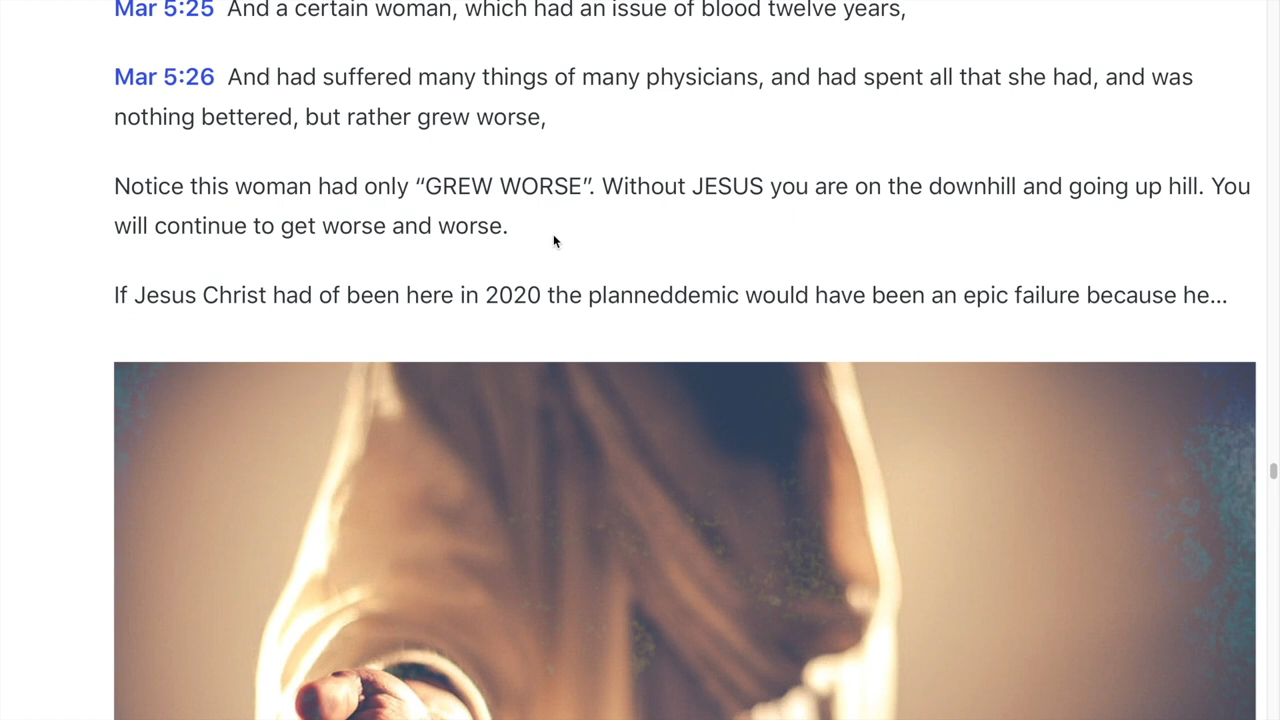 Mar 5:25 And a certain woman, which had an issue of blood twelve years,
Mar 5:26 And had suffered many things of many physicians, and had spent all that she had, and was
nothing bettered, but rather grew worse,
Notice this woman had only “GREW WORSE”. Without JESUS you are on the downhill and going up hill. You
will continue to get worse and worse.
If Jesus Christ had of been here in 2020 the planneddemic would have been an epic failure because he...